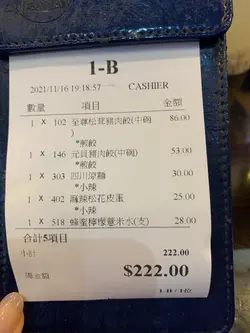 1-B
2021/11/16 19:18:57 一一B CASHIER
數量 項目 金額
1 X 102 至尊松茸豬肉餃(中碗) 86.00
*煎餃
1 X 146 元貝豬肉餃(中碗) 53.00
*煎餃
1 X 303 四川涼麵 30.00
*小辣
1 X 402 麻辣松花皮蛋 25.00
*小辣
1 X 518 蜂蜜檸檬薏米水(支) 28.00
合計5項目
小計 222.00
$222.00